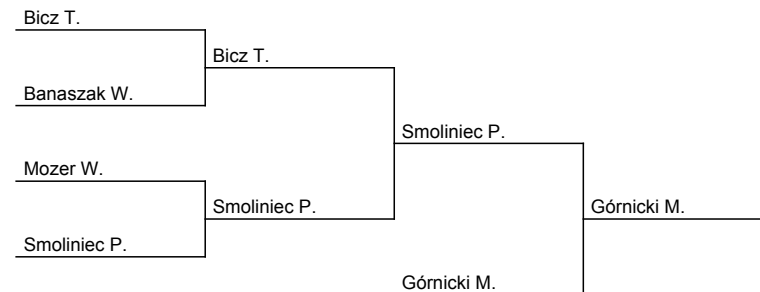 Bicz T.
Bicz T.
Banaszak W.
Smoliniec P.
Mozer W.
Smoliniec P.
Górnicki M.
Smoliniec P.
Górnicki M.